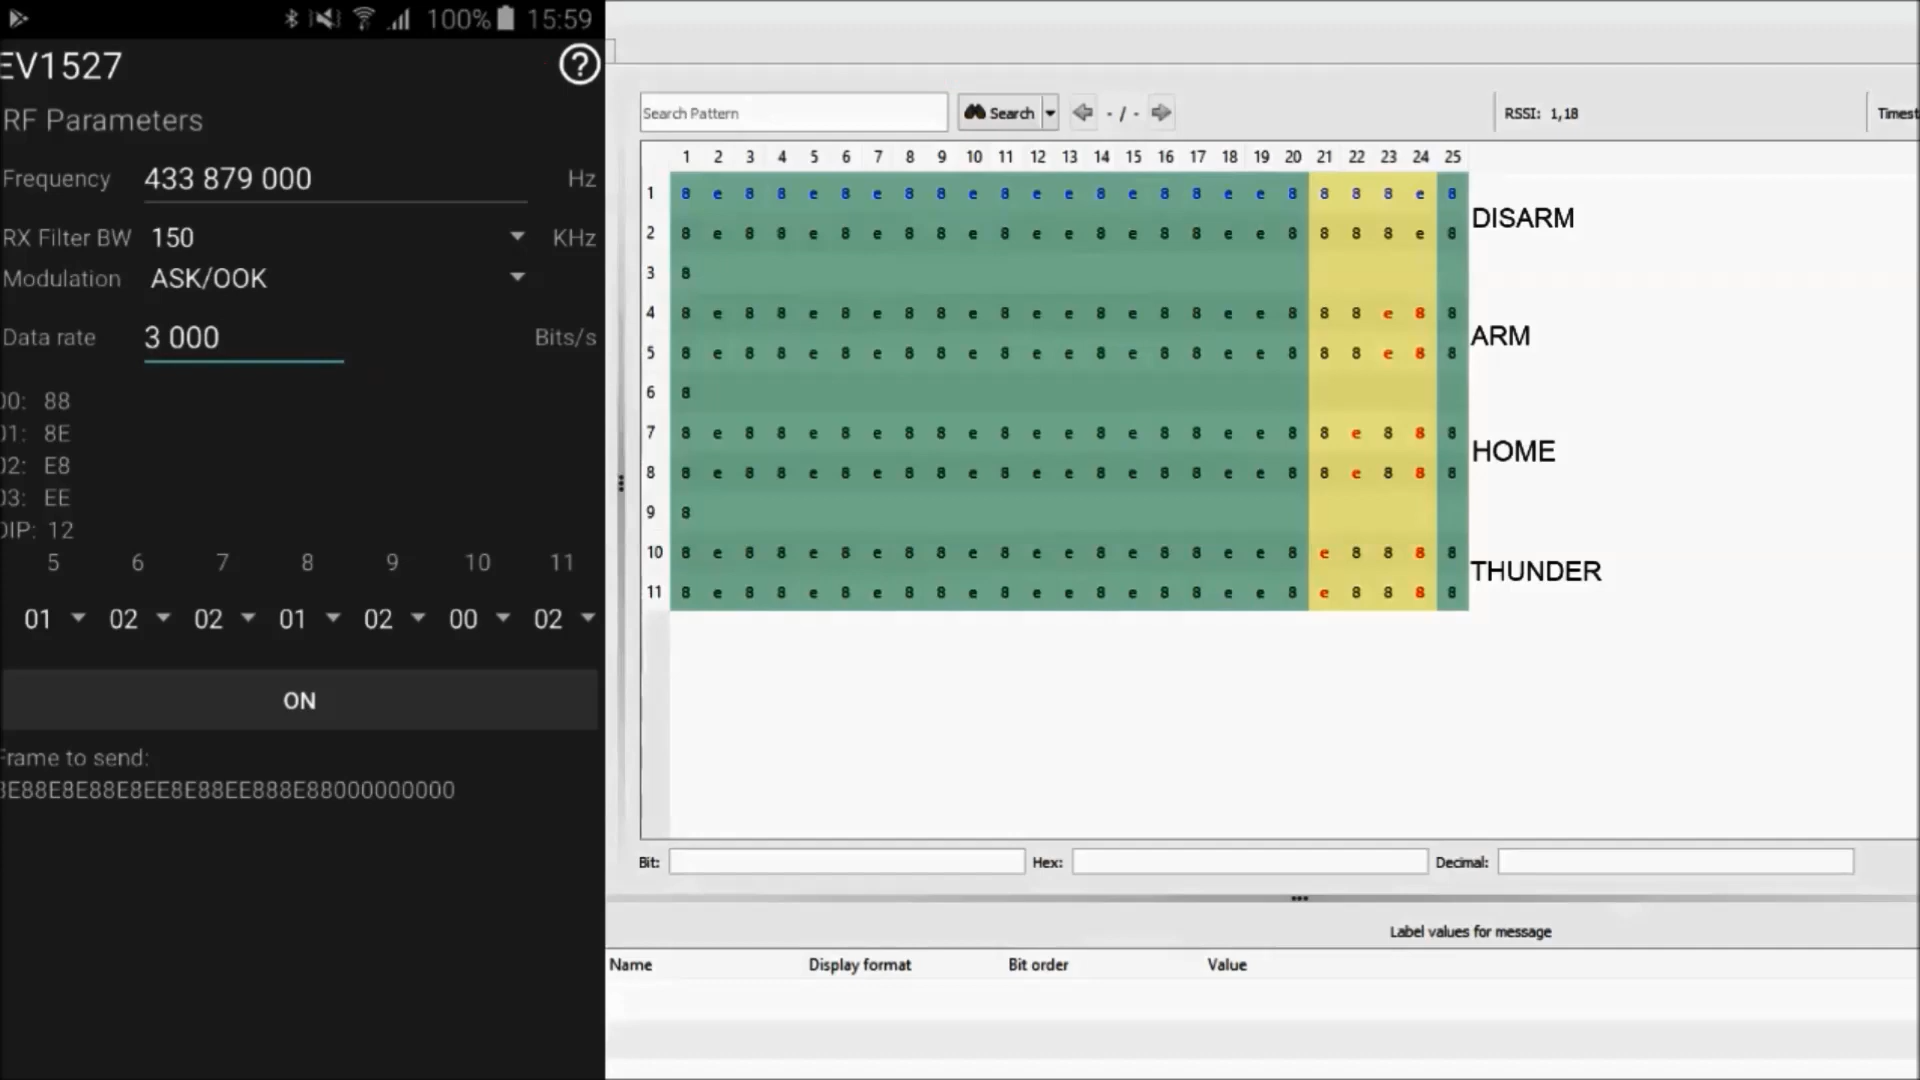 100% 15:59
EV1527
RF Parameters
Frequency 433 879 000 Hz
RX Filter BW 150 KHz
Modulation ASK/OOK
Data rate 3 000 Bits/s
00: 88
01: 8E
02: E8
03: EE
DIP: 12
5 6 7 8 9 10 11
01 02 02 01 02 00 02
ON
Frame to send:
8E88E8E88E8EE8E88EE888E88000000000
Search Pattern Search - / - RSSI: 1,18 Timest
1 2 3 4 5 6 7 8 9 10 11 12 13 14 15 16 17 18 19 20 21 22 23 24 25
1 8 e 8 8 e 8 e 8 8 e 8 e e 8 e 8 8 e e 8 8 8 8 e 8
DISARM
2 8 e 8 8 e 8 e 8 8 e 8 e e 8 e 8 8 e e 8 8 8 8 e 8
3 8
4 8 e 8 8 e 8 e 8 8 e 8 e e 8 e 8 8 e e 8 8 8 e 8 8
ARM
5 8 e 8 8 e 8 e 8 8 e 8 e e 8 e 8 8 e e 8 8 8 e 8 8
6 8
7 8 e 8 8 e 8 e 8 8 e 8 e e 8 e 8 8 e e 8 8 e 8 8 8
HOME
8 8 e 8 8 e 8 e 8 8 e 8 e e 8 e 8 8 e e 8 8 e 8 8 8
9 8
10 8 e 8 8 e 8 e 8 8 e 8 e e 8 e 8 8 e e 8 e 8 8 8 8
THUNDER
11 8 e 8 8 e 8 e 8 8 e 8 e e 8 e 8 8 e e 8 e 8 8 8 8
Bit: Hex: Decimal:
Label values for message
Name Display format Bit order Value